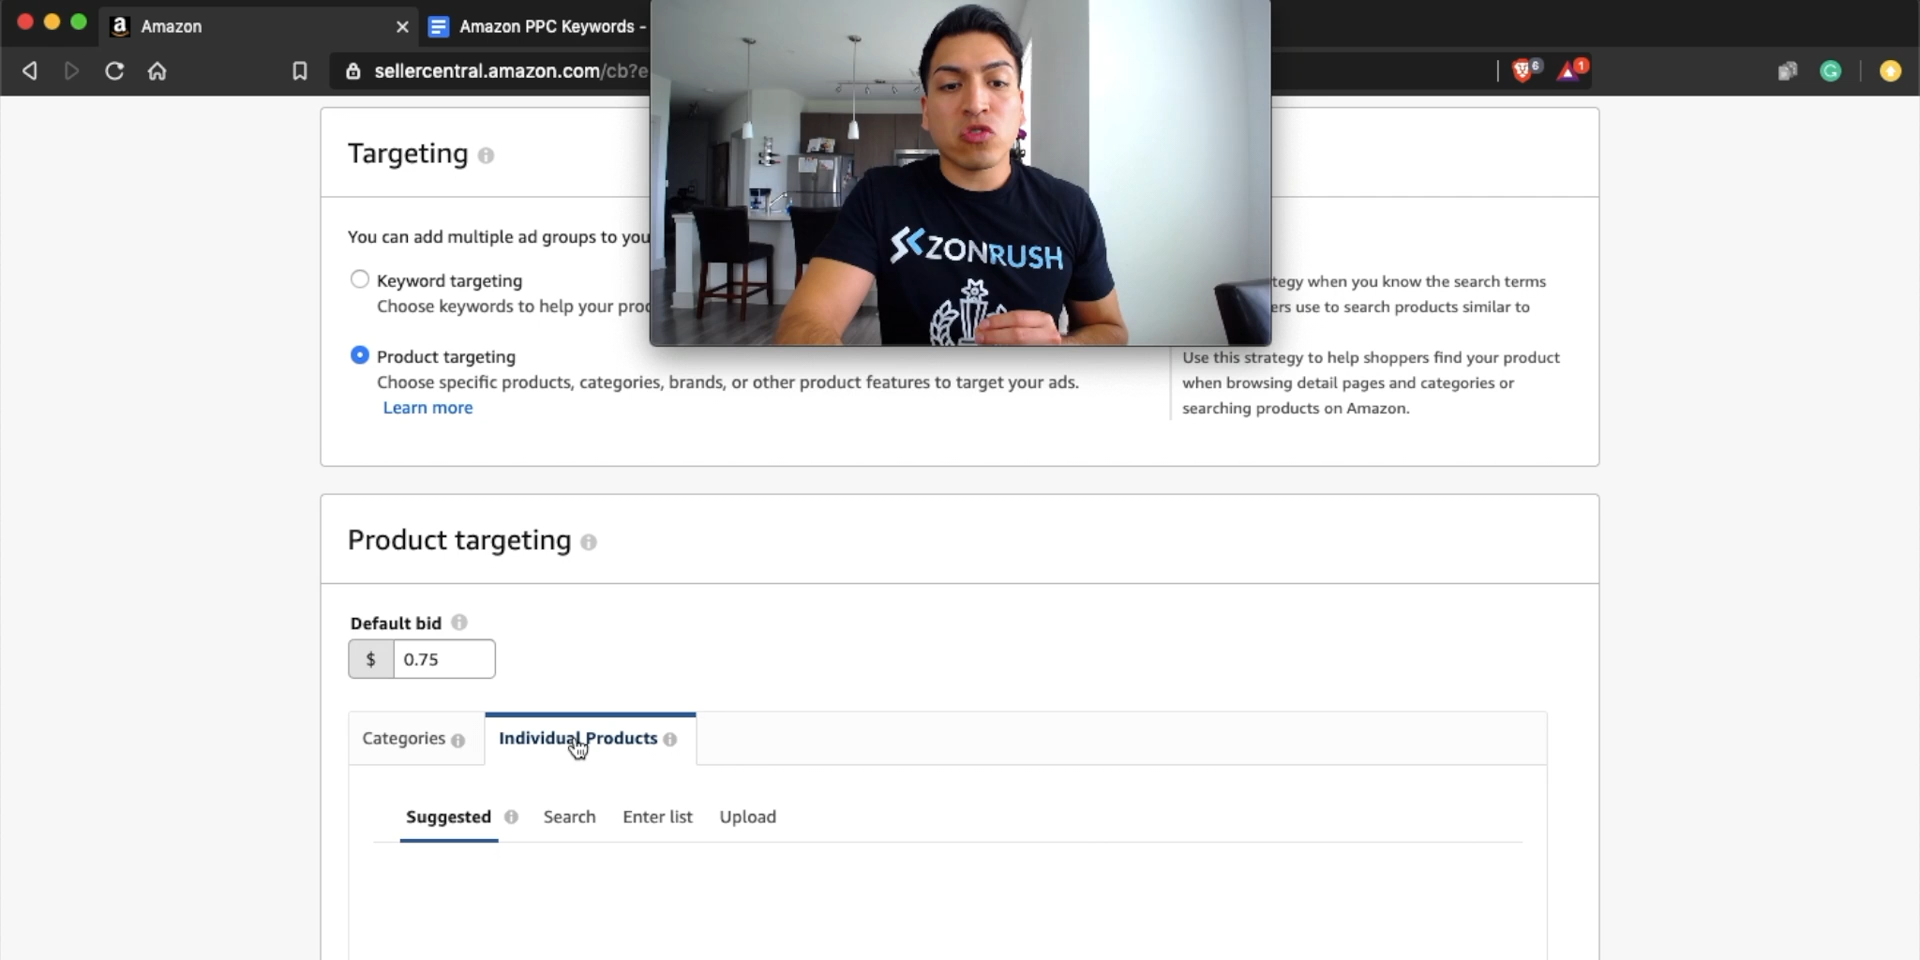 Amazon
Amazon PPC Keywords -
sellercentral.amazon.com/cb?e
6
1
Targeting
You can add multiple ad groups to you
Keyword targeting
Choose keywords to help your prod
tegy when you know the search terms
ers use to search products similar to
Product targeting
Choose specific products, categories, brands, or other product features to target your ads.
Learn more
Use this strategy to help shoppers find your product
when browsing detail pages and categories or
searching products on Amazon.
ZONRUSH
Product targeting
Default bid
$ 0.75
Categories
Individual Products
Suggested
Search
Enter list
Upload